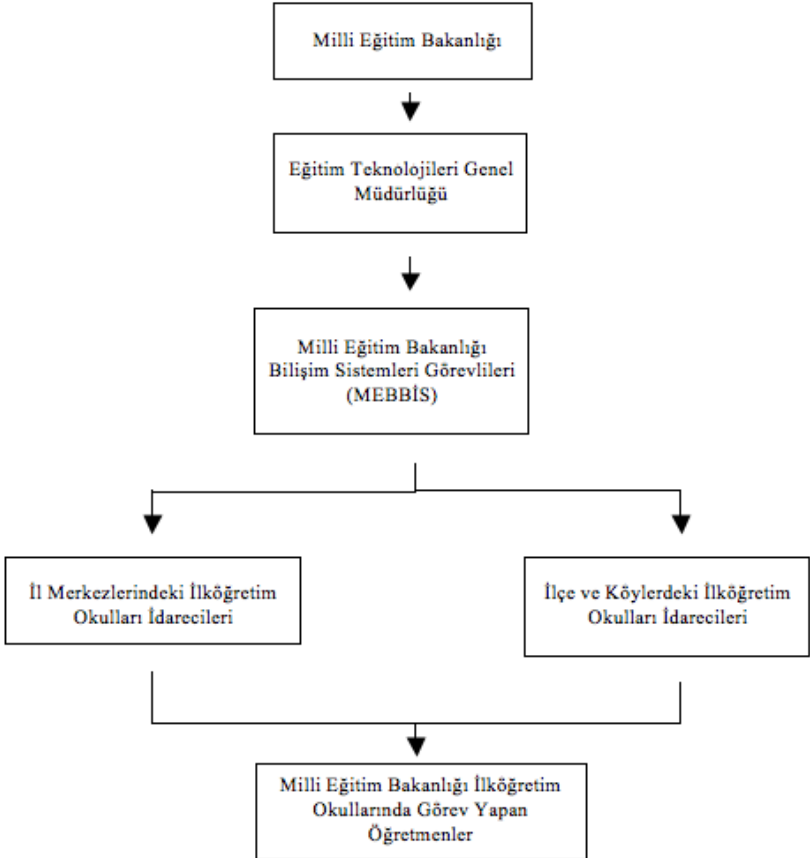 Milli Eğitim Bakanlığı
Eğitim Teknolojileri Genel
Müdürlüğü
Milli Eğitim Bakanlığı
Bilişim Sistemleri Görevlileri
(MEBBİS)
İl Merkezlerindeki İlköğretim
Okulları İdarecileri
İlçe ve Köylerdeki İlköğretim
Okulları İdarecileri
Milli Eğitim Bakanlığı İlköğretim
Okullarında Görev Yapan
Öğretmenler